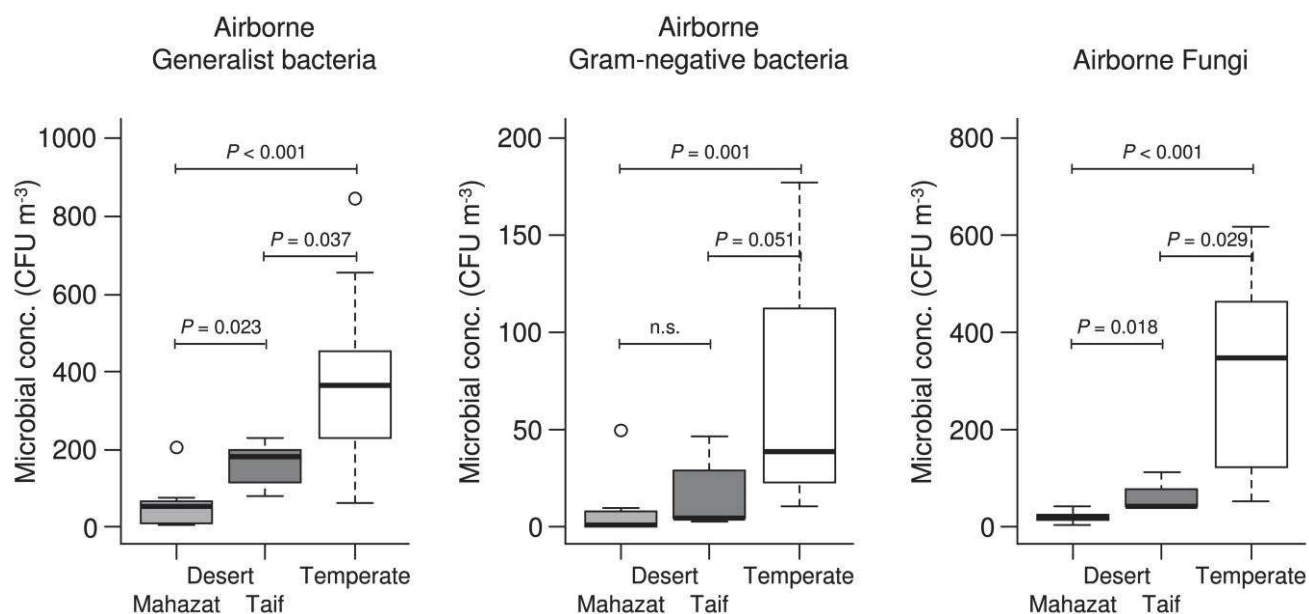 Airborne
Generalist bacteria
Microbial conc. (CFU m⁻³)
1000
800
600
400
200
0
P < 0.001
P = 0.037
P = 0.023
Desert
Temperate
Mahazat
Taif
Airborne
Gram-negative bacteria
Microbial conc. (CFU m⁻³)
200
150
100
50
0
P = 0.001
P = 0.051
n.s.
Desert
Temperate
Mahazat
Taif
Airborne Fungi
Microbial conc. (CFU m⁻³)
800
600
400
200
0
P < 0.001
P = 0.029
P = 0.018
Desert
Temperate
Mahazat
Taif